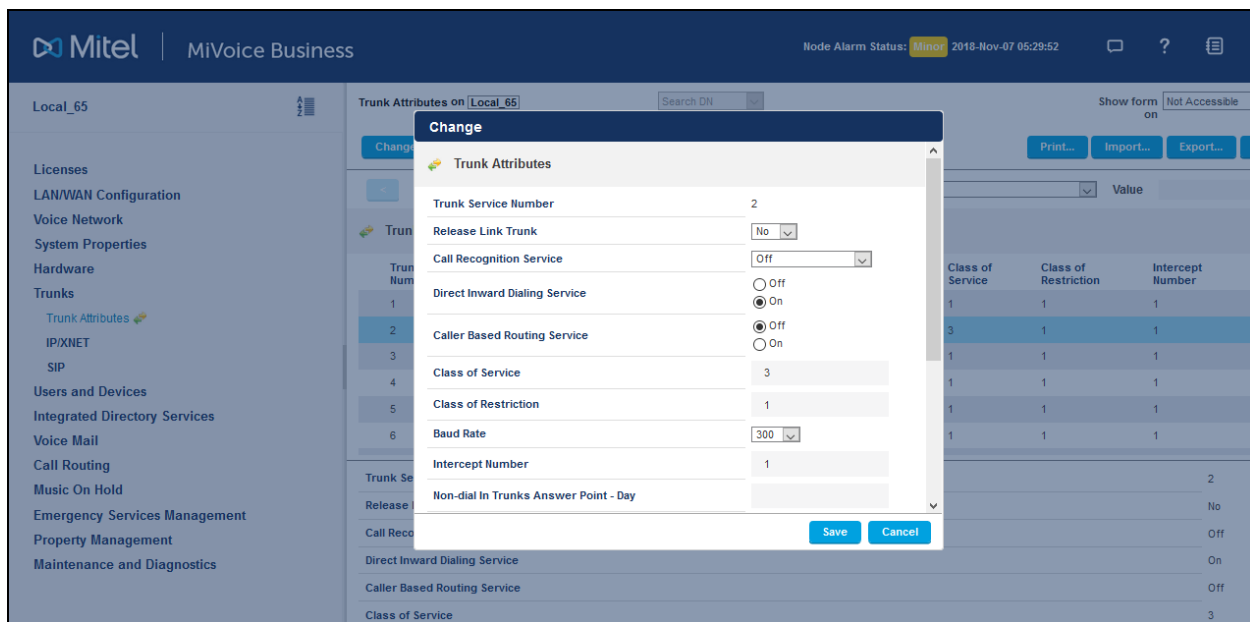 Mitel | MiVoice Business
Node Alarm Status: Minor 2018-Nov-07 05:29:52
?
Local_65
A
Z
Licenses
LAN/WAN Configuration
Voice Network
System Properties
Hardware
Trunks
Trunk Attributes
IP/XNET
SIP
Users and Devices
Integrated Directory Services
Voice Mail
Call Routing
Music On Hold
Emergency Services Management
Property Management
Maintenance and Diagnostics
Trunk Attributes on Local_65
Search DN
Show form on Not Accessible
Change
Print...
Import...
Export...
Value
Trun
Trun
Num
Class of
Service
Class of
Restriction
Intercept
Number
1 1 1 1
2 3 1 1
3 1 1 1
4 1 1 1
5 1 1 1
6 1 1 1
Trunk Se 2
Release No
Call Reco Off
Direct Inward Dialing Service On
Caller Based Routing Service Off
Class of Service 3
Change
Trunk Attributes
Trunk Service Number 2
Release Link Trunk No
Call Recognition Service Off
Direct Inward Dialing Service Off
On
Caller Based Routing Service Off
On
Class of Service 3
Class of Restriction 1
Baud Rate 300
Intercept Number 1
Non-dial In Trunks Answer Point - Day
Save
Cancel